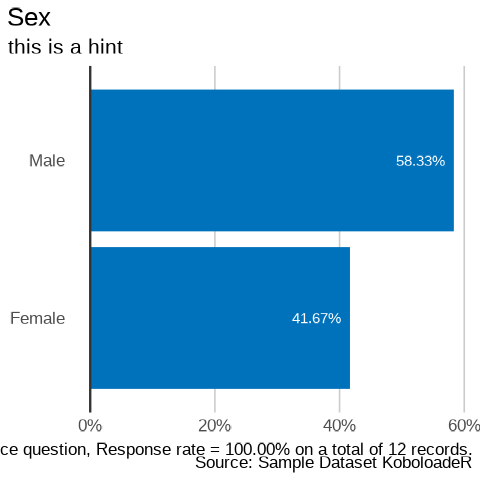 Sex
this is a hint
Male
58.33%
Female
41.67%
0% 20% 40% 60%
ce question, Response rate = 100.00% on a total of 12 records.
Source: Sample Dataset KoboloadeR